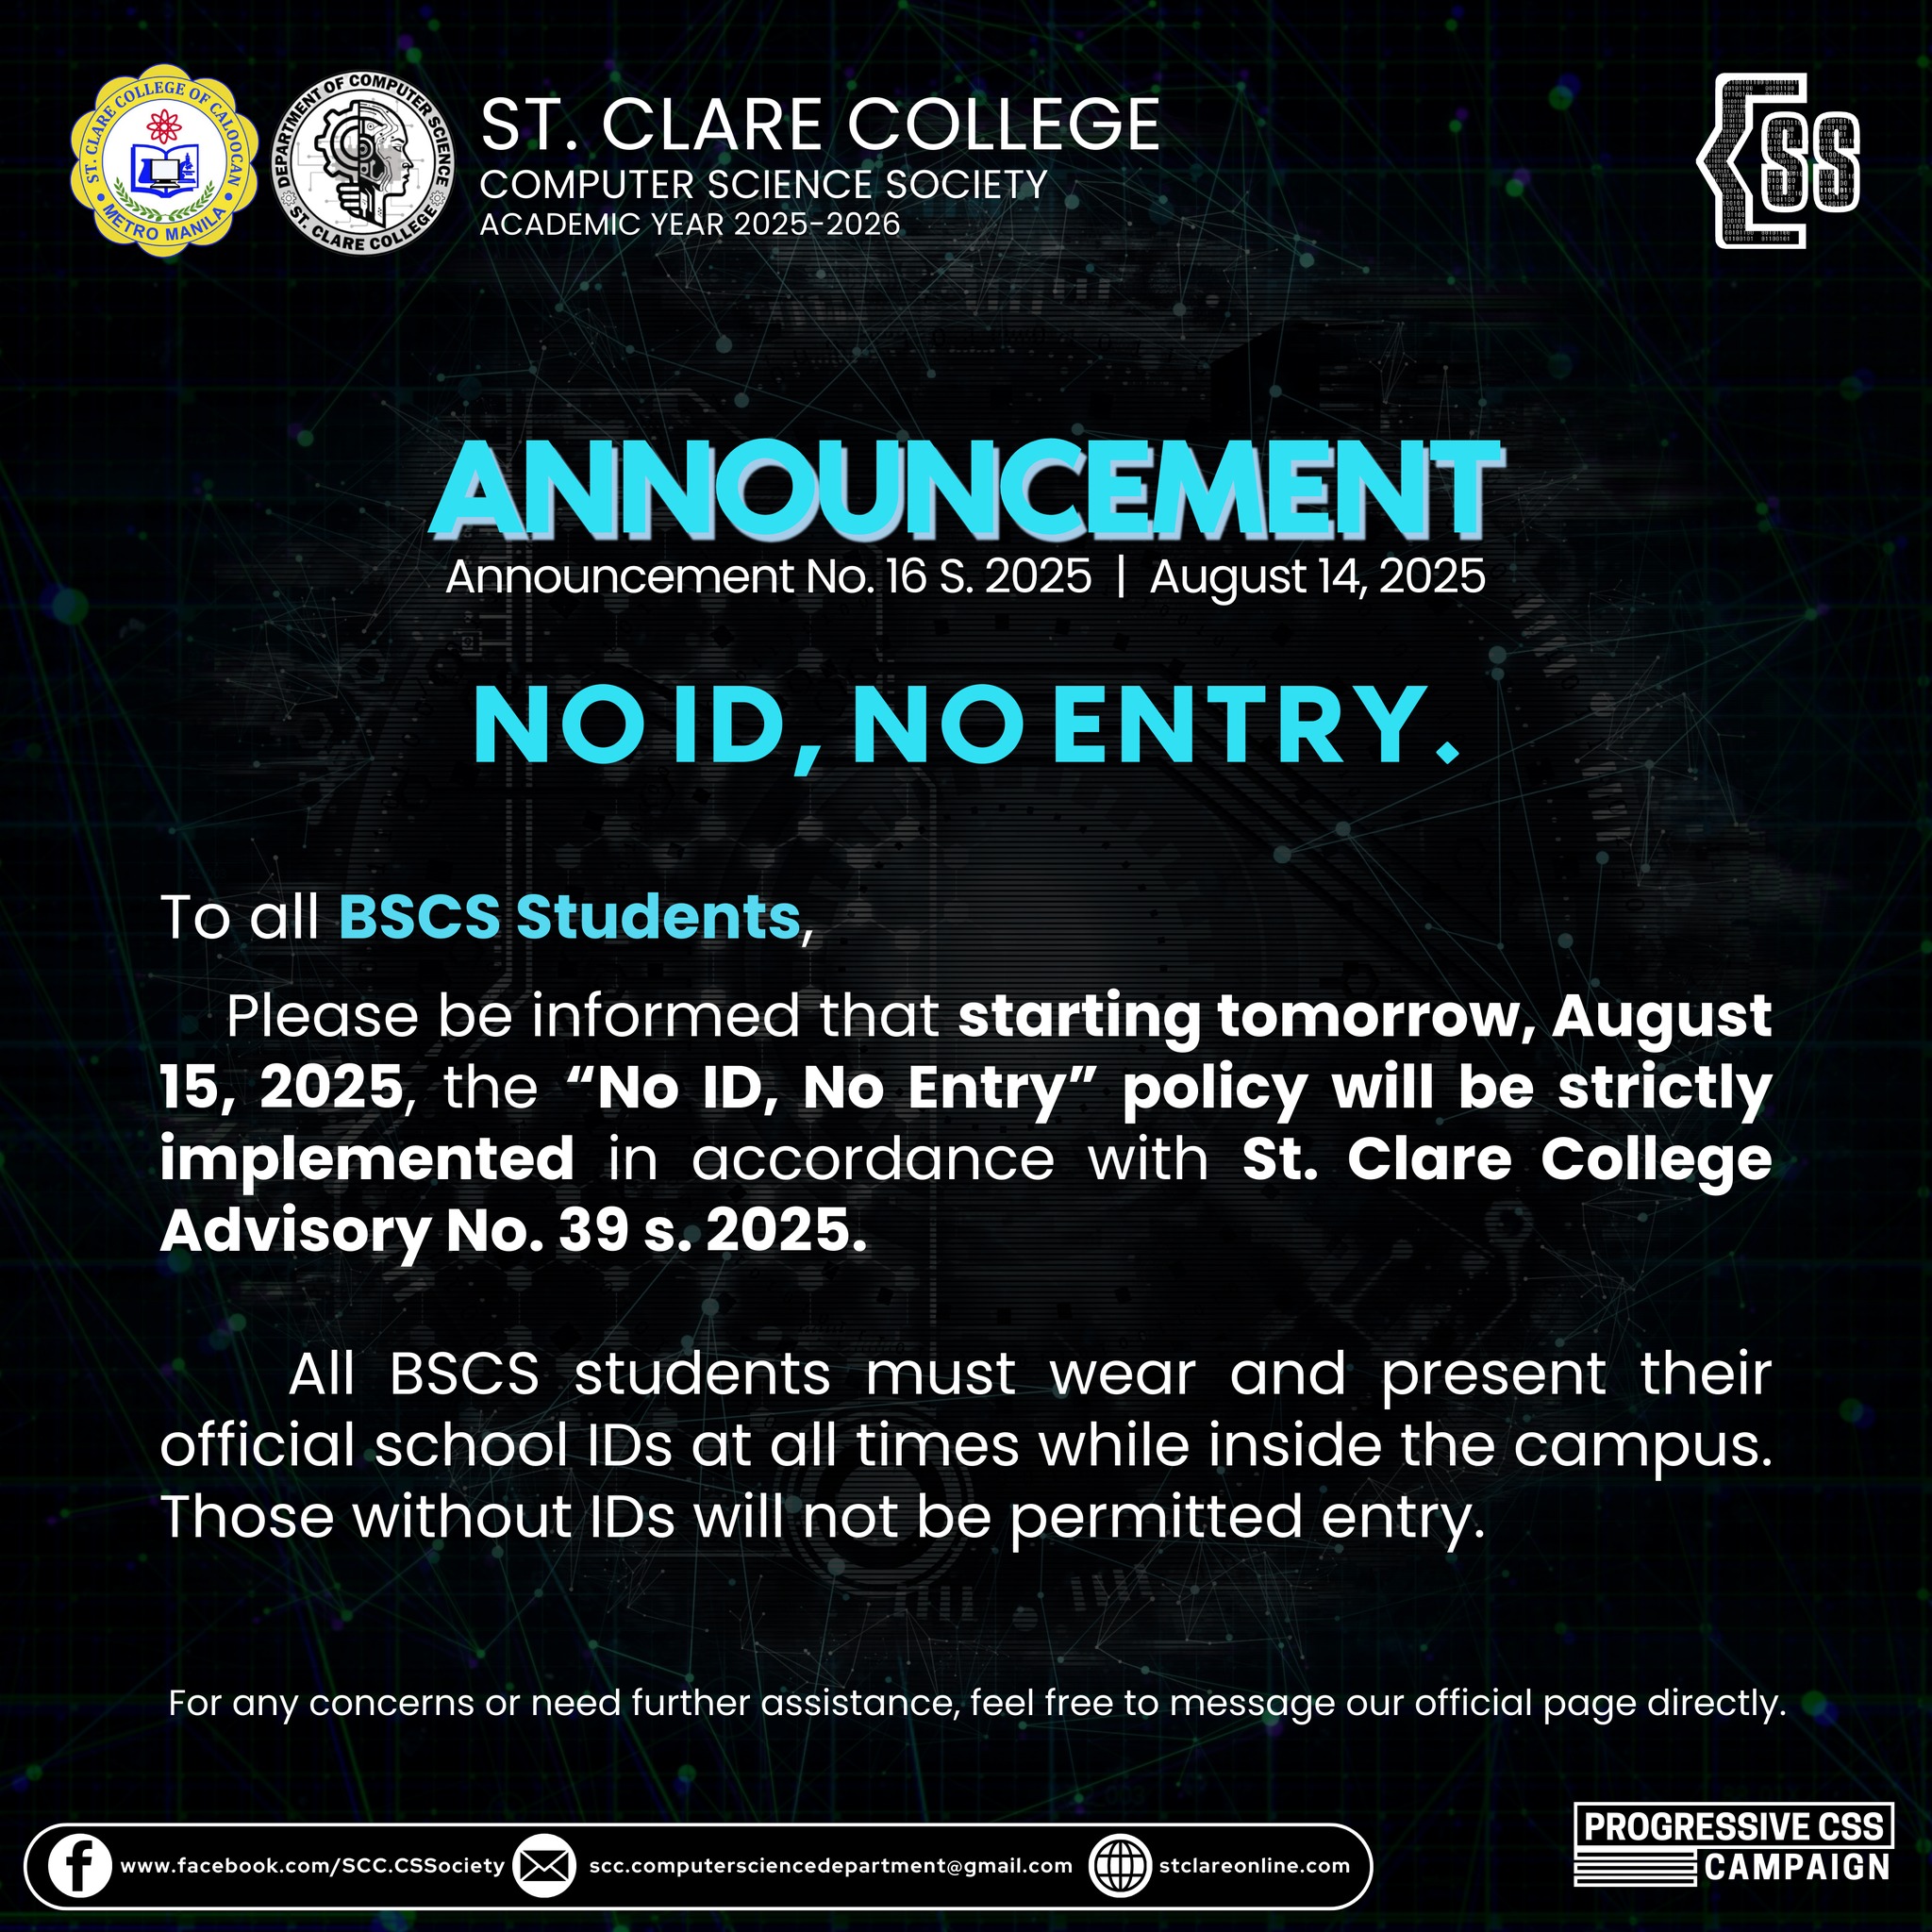 ST. CLARE COLLEGE OF CALOOCAN
• METRO MANILA •
DEPARTMENT OF COMPUTER SCIENCE
ST. CLARE COLLEGE
ST. CLARE COLLEGE
COMPUTER SCIENCE SOCIETY
ACADEMIC YEAR 2025-2026
CSS
ANNOUNCEMENT
Announcement No. 16 S. 2025 | August 14, 2025
NO ID, NO ENTRY.
To all BSCS Students,
Please be informed that starting tomorrow, August
15, 2025, the “No ID, No Entry” policy will be strictly
implemented in accordance with St. Clare College
Advisory No. 39 s. 2025.
All BSCS students must wear and present their
official school IDs at all times while inside the campus.
Those without IDs will not be permitted entry.
For any concerns or need further assistance, feel free to message our official page directly.
www.facebook.com/SCC.CSSociety scc.computersciencedepartment@gmail.com stclareonline.com
PROGRESSIVE CSS
CAMPAIGN